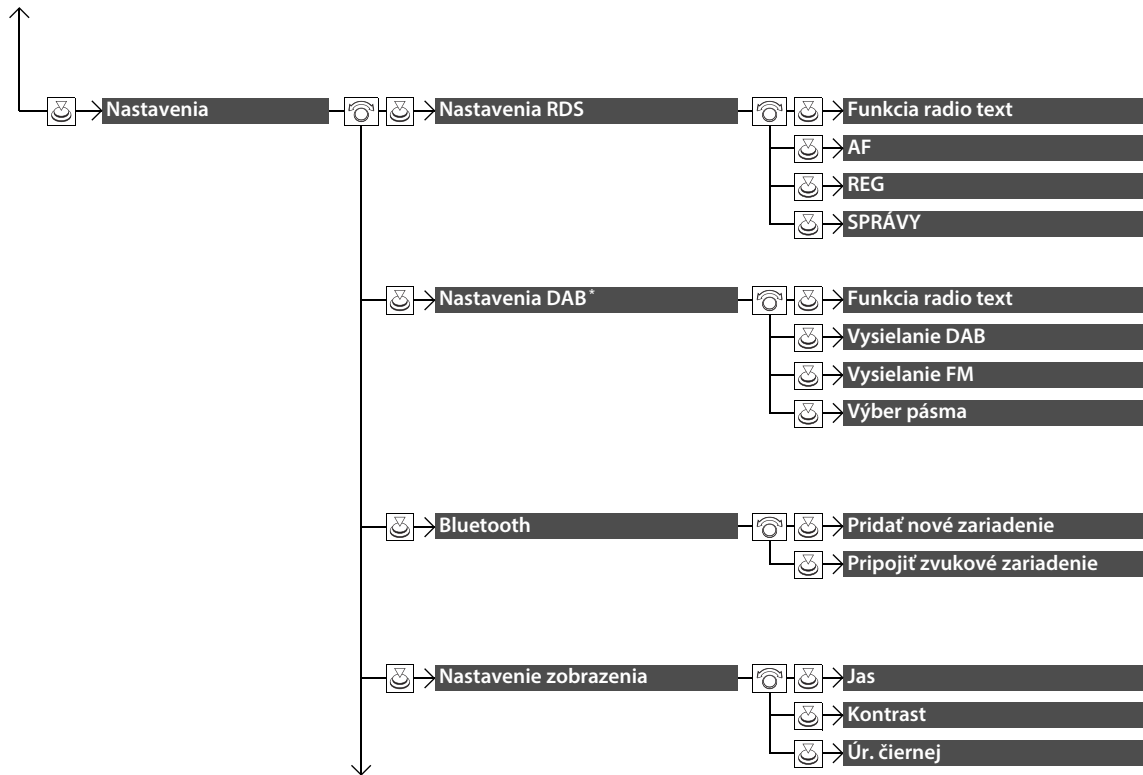 Nastavenia
Nastavenia RDS
Funkcia radio text
AF
REG
SPRÁVY
Nastavenia DAB*
Funkcia radio text
Vysielanie DAB
Vysielanie FM
Výber pásma
Bluetooth
Pridať nové zariadenie
Pripojiť zvukové zariadenie
Nastavenie zobrazenia
Jas
Kontrast
Úr. čiernej